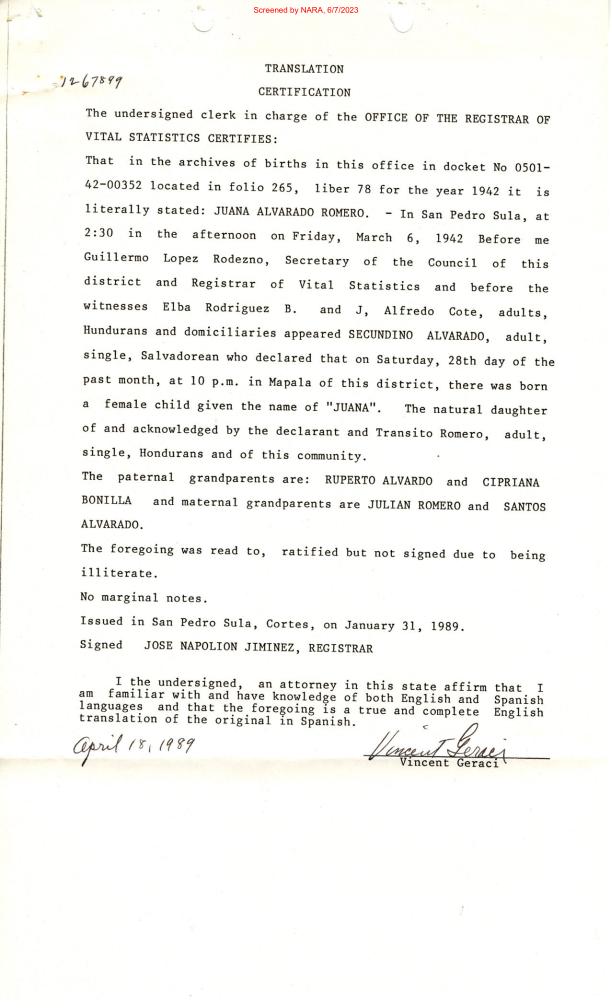 Screened by NARA, 6/7/2023
TRANSLATION
1267899
CERTIFICATION
The undersigned clerk in charge of the OFFICE OF THE REGISTRAR OF
VITAL STATISTICS CERTIFIES:
That in the archives of births in this office in docket No 0501-
42-00352 located in folio 265, liber 78 for the year 1942 it is
literally stated: JUANA ALVARADO ROMERO. - In San Pedro Sula, at
2:30 in the afternoon on Friday, March 6, 1942 Before me
Guillermo Lopez Rodezno, Secretary of the Council of this
district and Registrar of Vital Statistics and before the
witnesses Elba Rodriguez B. and J, Alfredo Cote, adults,
Hundurans and domiciliaries appeared SECUNDINO ALVARADO, adult,
single, Salvadorean who declared that on Saturday, 28th day of the
past month, at 10 p.m. in Mapala of this district, there was born
a female child given the name of "JUANA". The natural daughter
of and acknowledged by the declarant and Transito Romero, adult,
single, Hondurans and of this community.
The paternal grandparents are: RUPERTO ALVARDO and CIPRIANA
BONILLA and maternal grandparents are JULIAN ROMERO and SANTOS
ALVARADO.
The foregoing was read to, ratified but not signed due to being
illiterate.
No marginal notes.
Issued in San Pedro Sula, Cortes, on January 31, 1989.
Signed JOSE NAPOLION JIMINEZ, REGISTRAR
I the undersigned, an attorney in this state affirm that I
am familiar with and have knowledge of both English and Spanish
languages and that the foregoing is a true and complete English
translation of the original in Spanish.
April 18, 1989 Vincent Geraci
Vincent Geraci